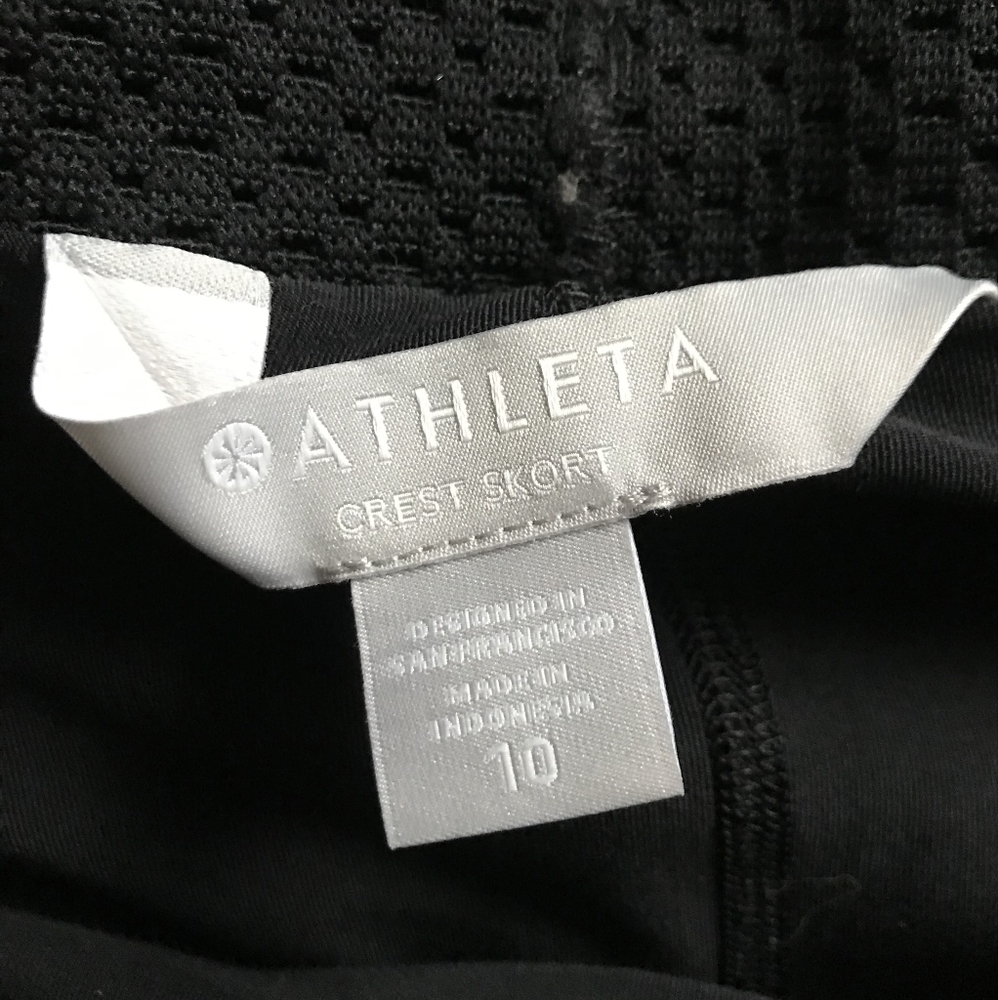 ATHLETA
CREST SKORT
DESIGNED IN
SAN FRANCISCO
MADE IN
INDONESIA
10